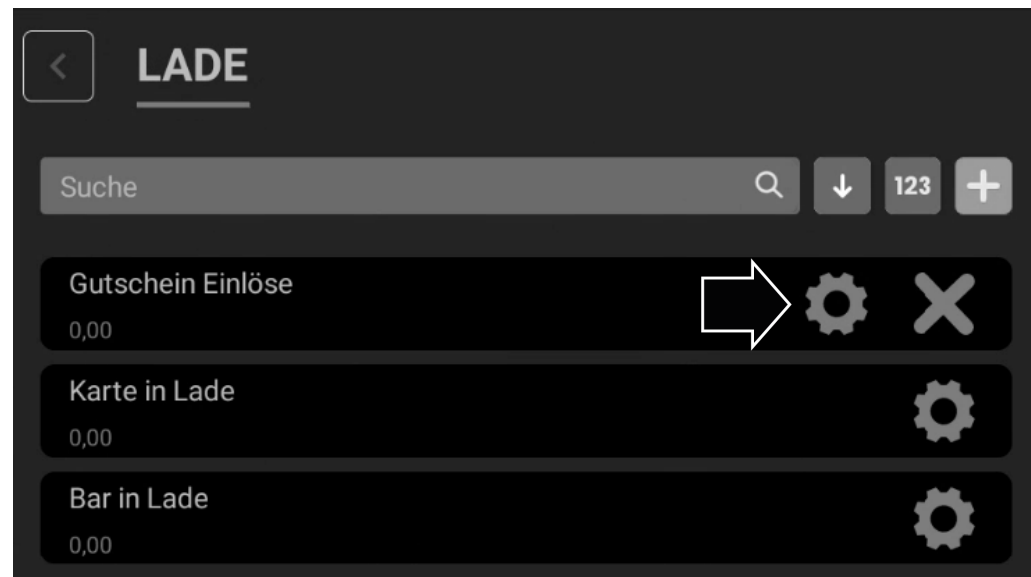 LADE
Suche
123
Gutschein Einlöse
0,00
Karte in Lade
0,00
Bar in Lade
0,00